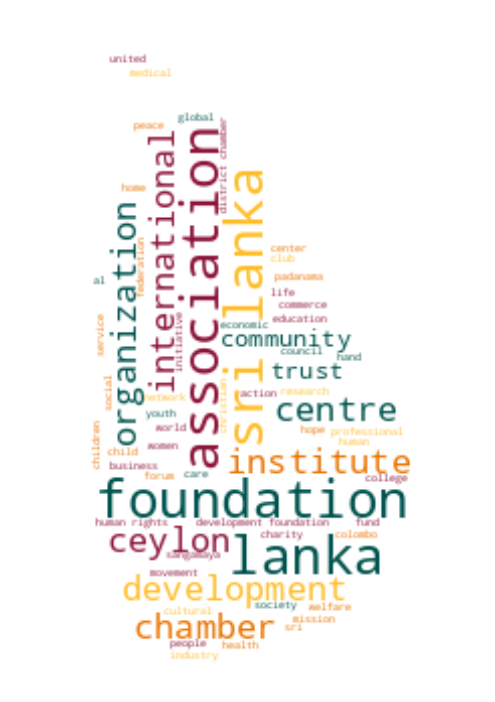 united
medical
global
peace
district chamber
association
international
sri lanka
home
organization
federation
center
club
al
padanama
life
commerce
education
initiative
service
economic
community
council
hand
trust
social
network
christian
action
research
youth
centre
world
children
hope
professional
human
women
child
institute
business
forum
care
college
foundation
human rights
development foundation
fund
ceylon
charity
colombo
lanka
sangamaya
movement
development
society
welfare
cultural
mission
chamber
sri
people
health
industry